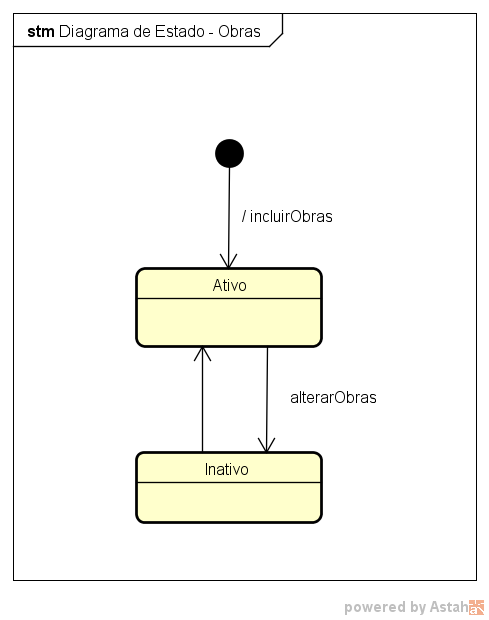 stm Diagrama de Estado - Obras
/ incluirObras
Ativo
alterarObras
Inativo
powered by Astah